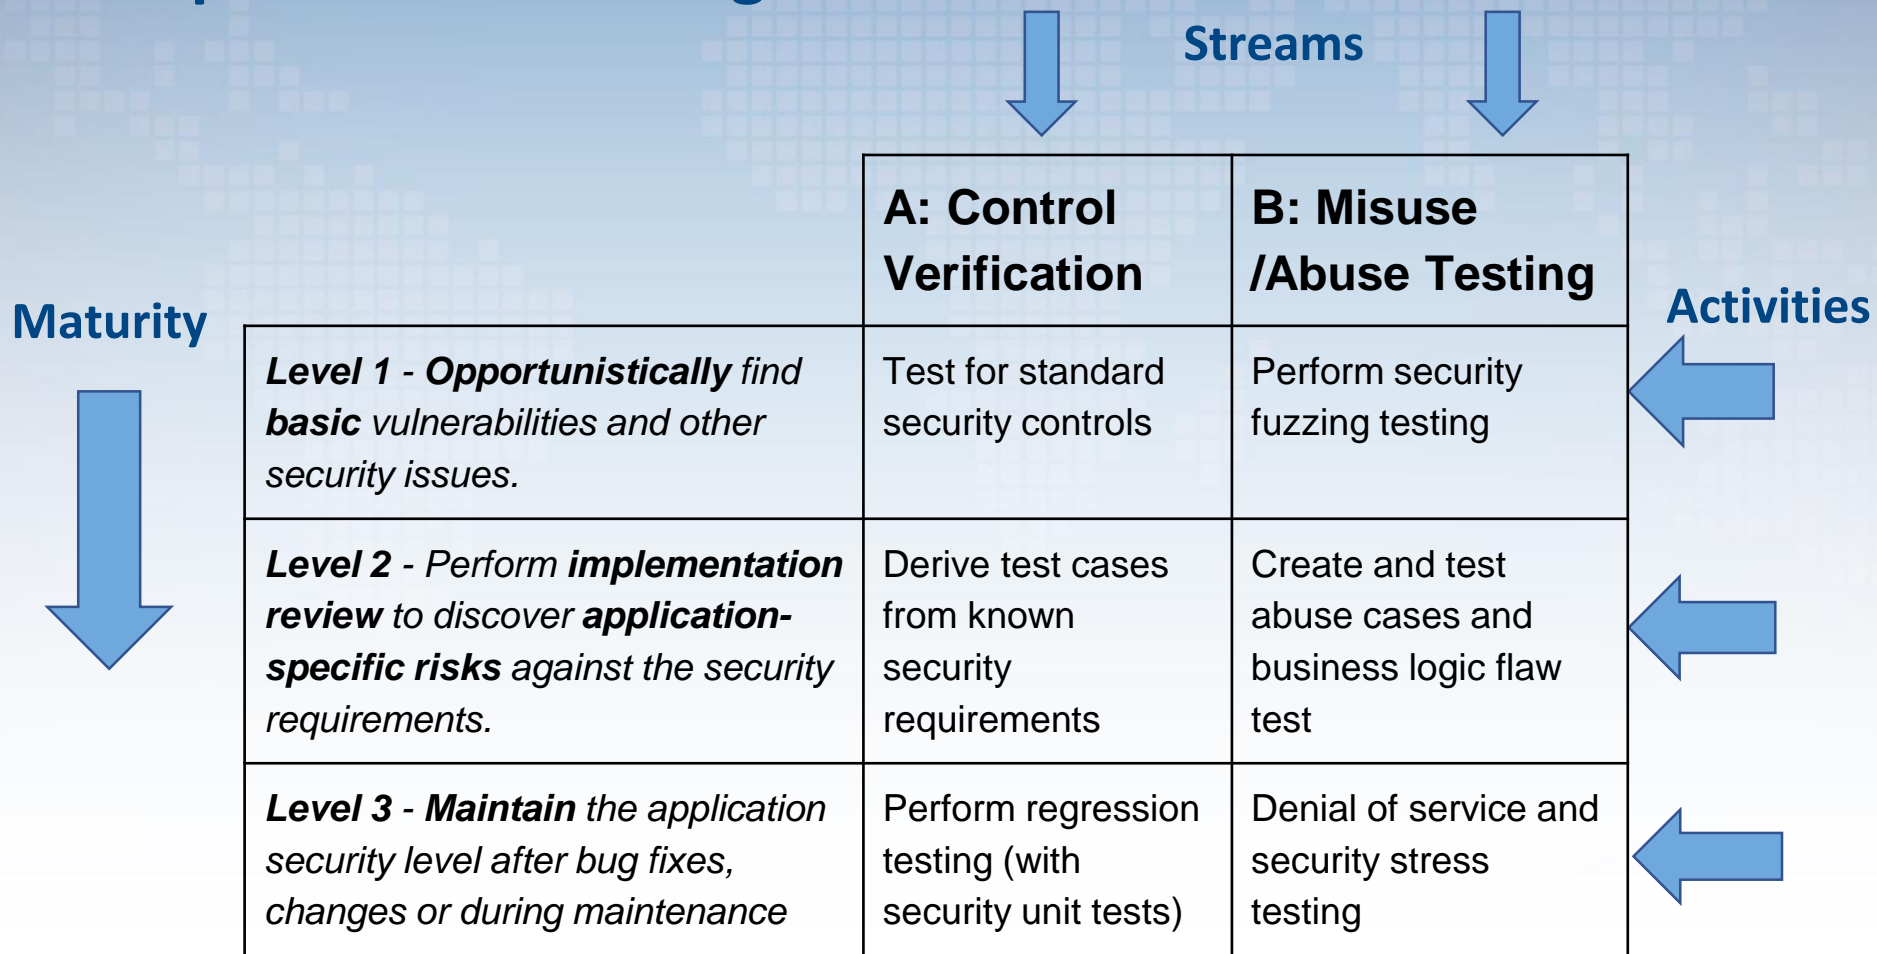 Streams
A: Control
Verification
B: Misuse
/Abuse Testing
Maturity
Activities
Level 1 - Opportunistically find
basic vulnerabilities and other
security issues.
Test for standard
security controls
Perform security
fuzzing testing
Level 2 - Perform implementation
review to discover application-
specific risks against the security
requirements.
Derive test cases
from known
security
requirements
Create and test
abuse cases and
business logic flaw
test
Level 3 - Maintain the application
security level after bug fixes,
changes or during maintenance
Perform regression
testing (with
security unit tests)
Denial of service and
security stress
testing